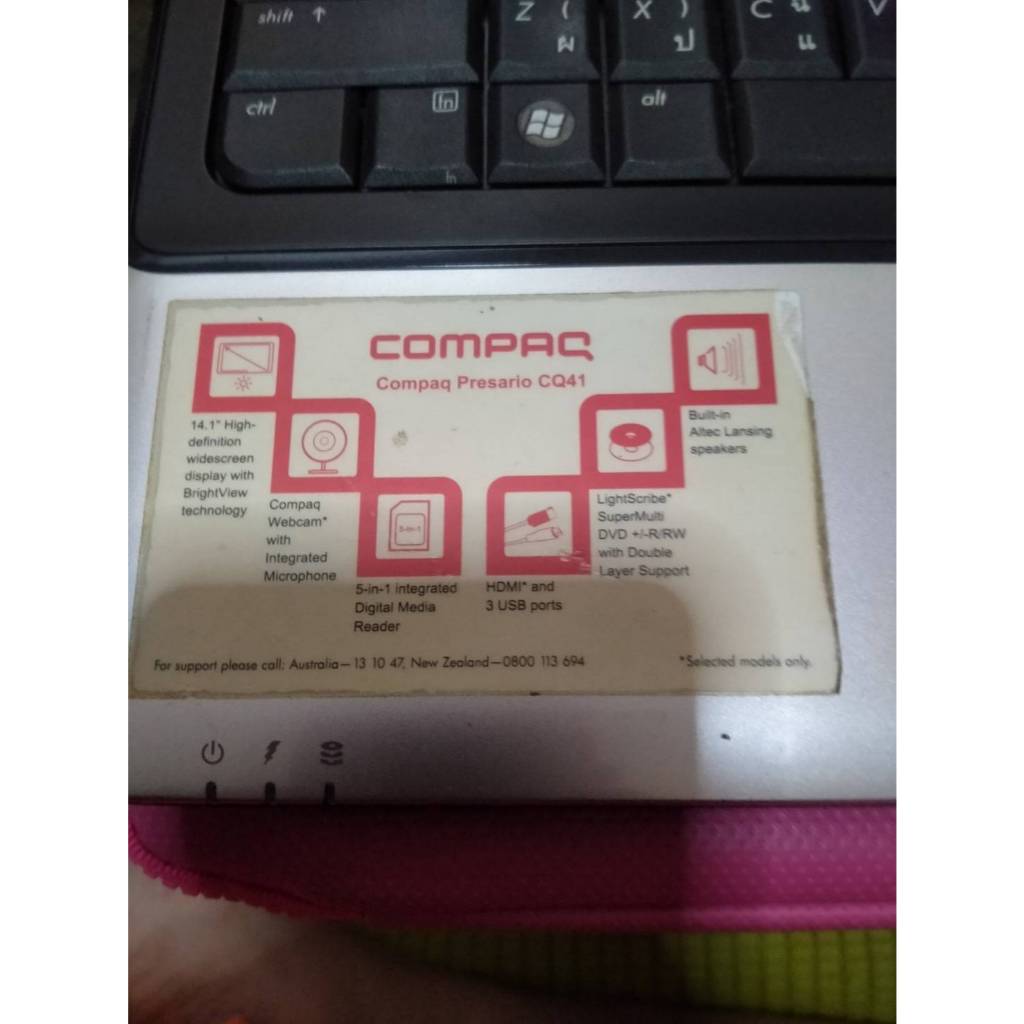 shift ↑
Z ( ผ
X ) ป
C ฉ แ
V
ctrl
fn
fn
alt
COMPAQ
Compaq Presario CQ41
14.1" High-
definition
widescreen
display with
BrightView
technology
Compaq
Webcam*
with
Integrated
Microphone
5-in-1
5-in-1 integrated
Digital Media
Reader
HDMI* and
3 USB ports
LightScribe*
SuperMulti
DVD +/-R/RW
with Double
Layer Support
Built-in
Altec Lansing
speakers
For support please call; Australia—13 10 47, New Zealand—0800 113 694
*Selected models only.